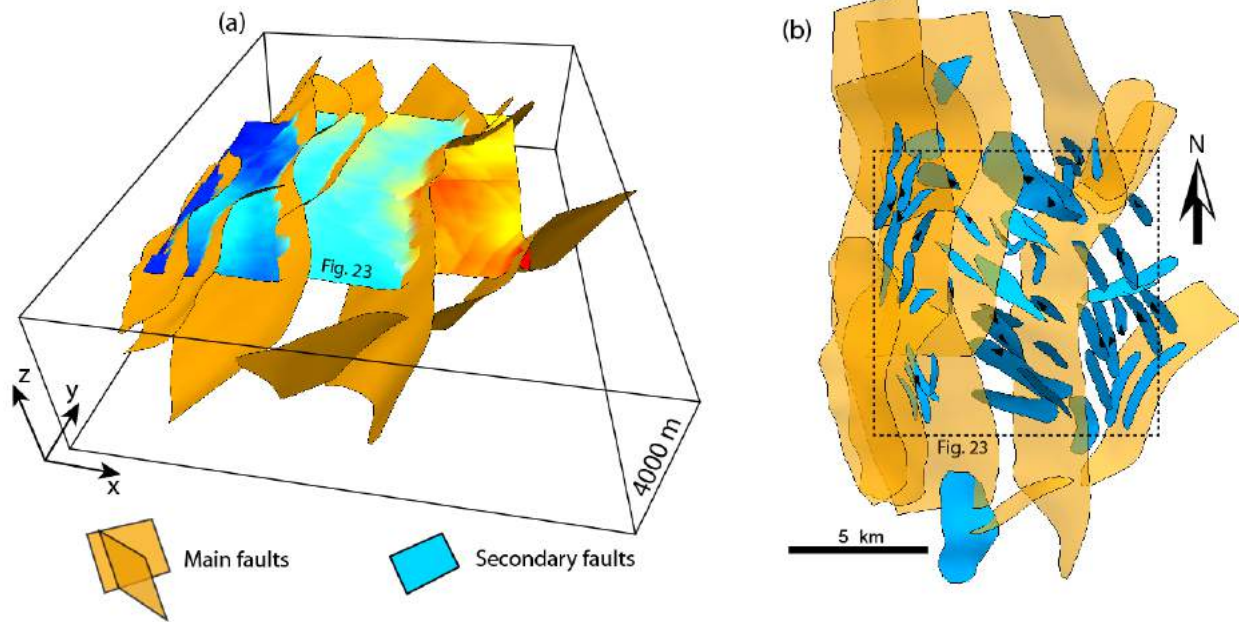 (a)
(b)
N
Fig. 23
z
y
x
4000 m
Fig. 23
5 km
Main faults
Secondary faults